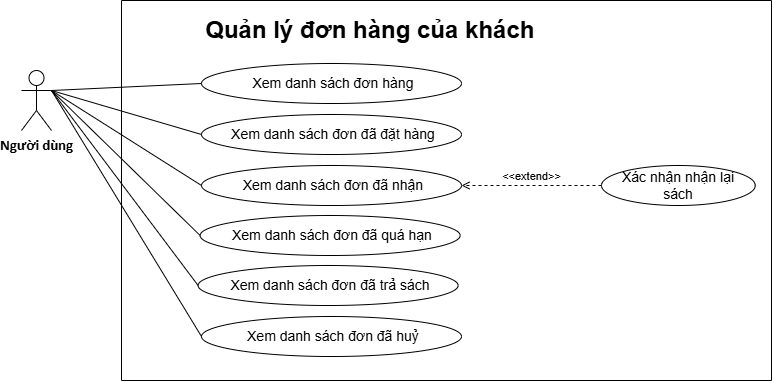 Quản lý đơn hàng của khách
Xem danh sách đơn hàng
Xem danh sách đơn đã đặt hàng
Người dùng
Xem danh sách đơn đã nhận
<<extend>>
Xác nhận nhận lại
sách
Xem danh sách đơn đã quá hạn
Xem danh sách đơn đã trả sách
Xem danh sách đơn đã huỷ